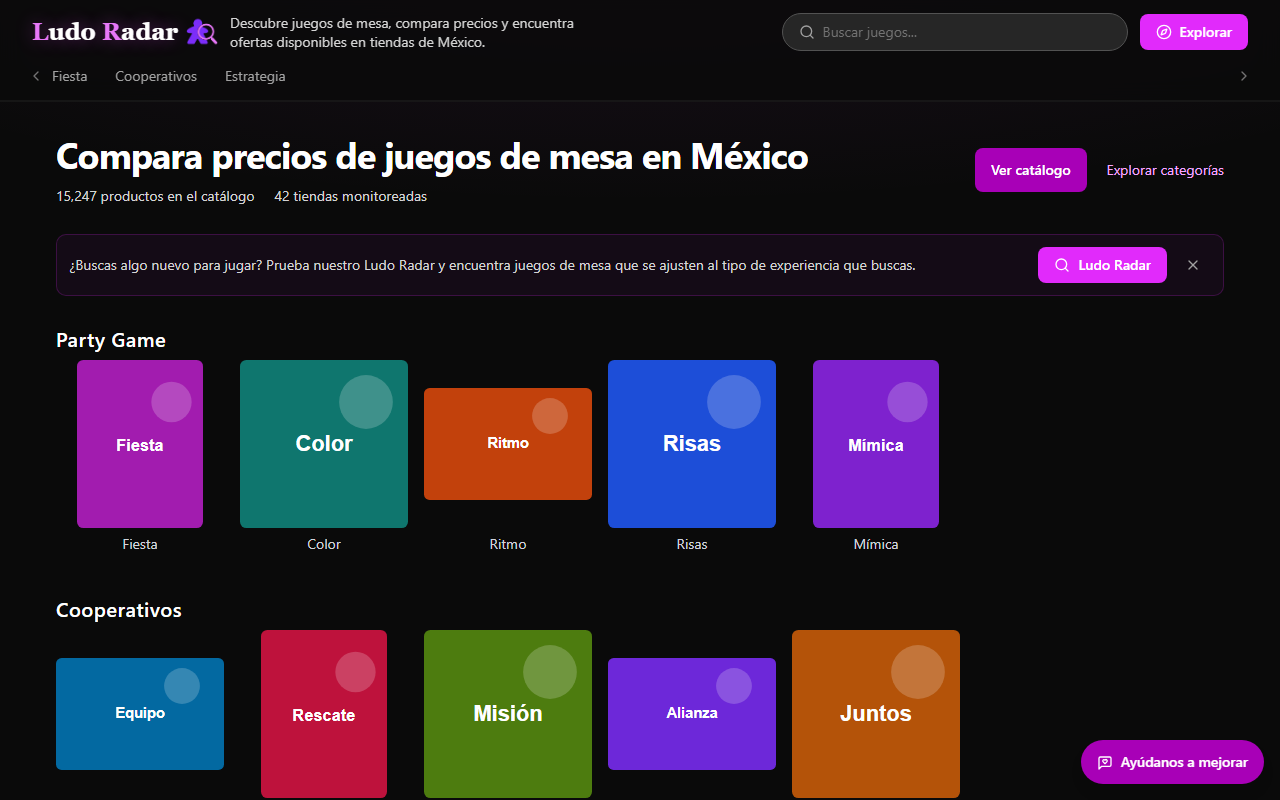 Ludo Radar
Descubre juegos de mesa, compara precios y encuentra
ofertas disponibles en tiendas de México.
Buscar juegos...
Explorar
Fiesta
Cooperativos
Estrategia
Compara precios de juegos de mesa en México
15,247 productos en el catálogo
42 tiendas monitoreadas
Ver catálogo
Explorar categorías
¿Buscas algo nuevo para jugar? Prueba nuestro Ludo Radar y encuentra juegos de mesa que se ajusten al tipo de experiencia que buscas.
Ludo Radar
Party Game
Fiesta
Color
Ritmo
Risas
Mímica
Fiesta
Color
Ritmo
Risas
Mímica
Cooperativos
Equipo
Rescate
Misión
Alianza
Juntos
Ayúdanos a mejorar